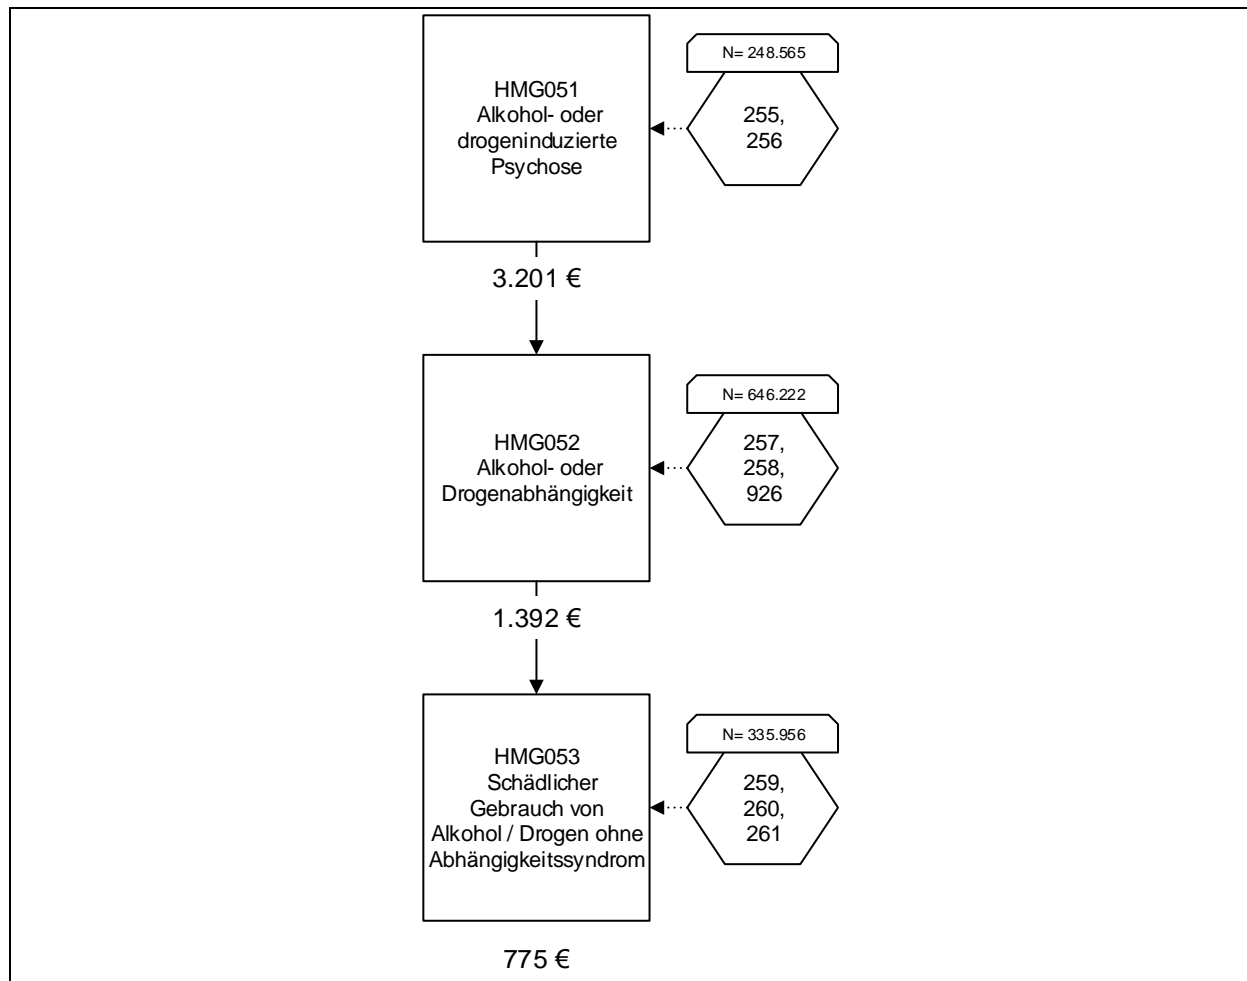 HMG051
Alkohol- oder
drogeninduzierte
Psychose
N= 248.565
255,
256
3.201 €
HMG052
Alkohol- oder
Drogenabhängigkeit
N= 646.222
257,
258,
926
1.392 €
HMG053
Schädlicher
Gebrauch von
Alkohol / Drogen ohne
Abhängigkeitssyndrom
N= 335.956
259,
260,
261
775 €